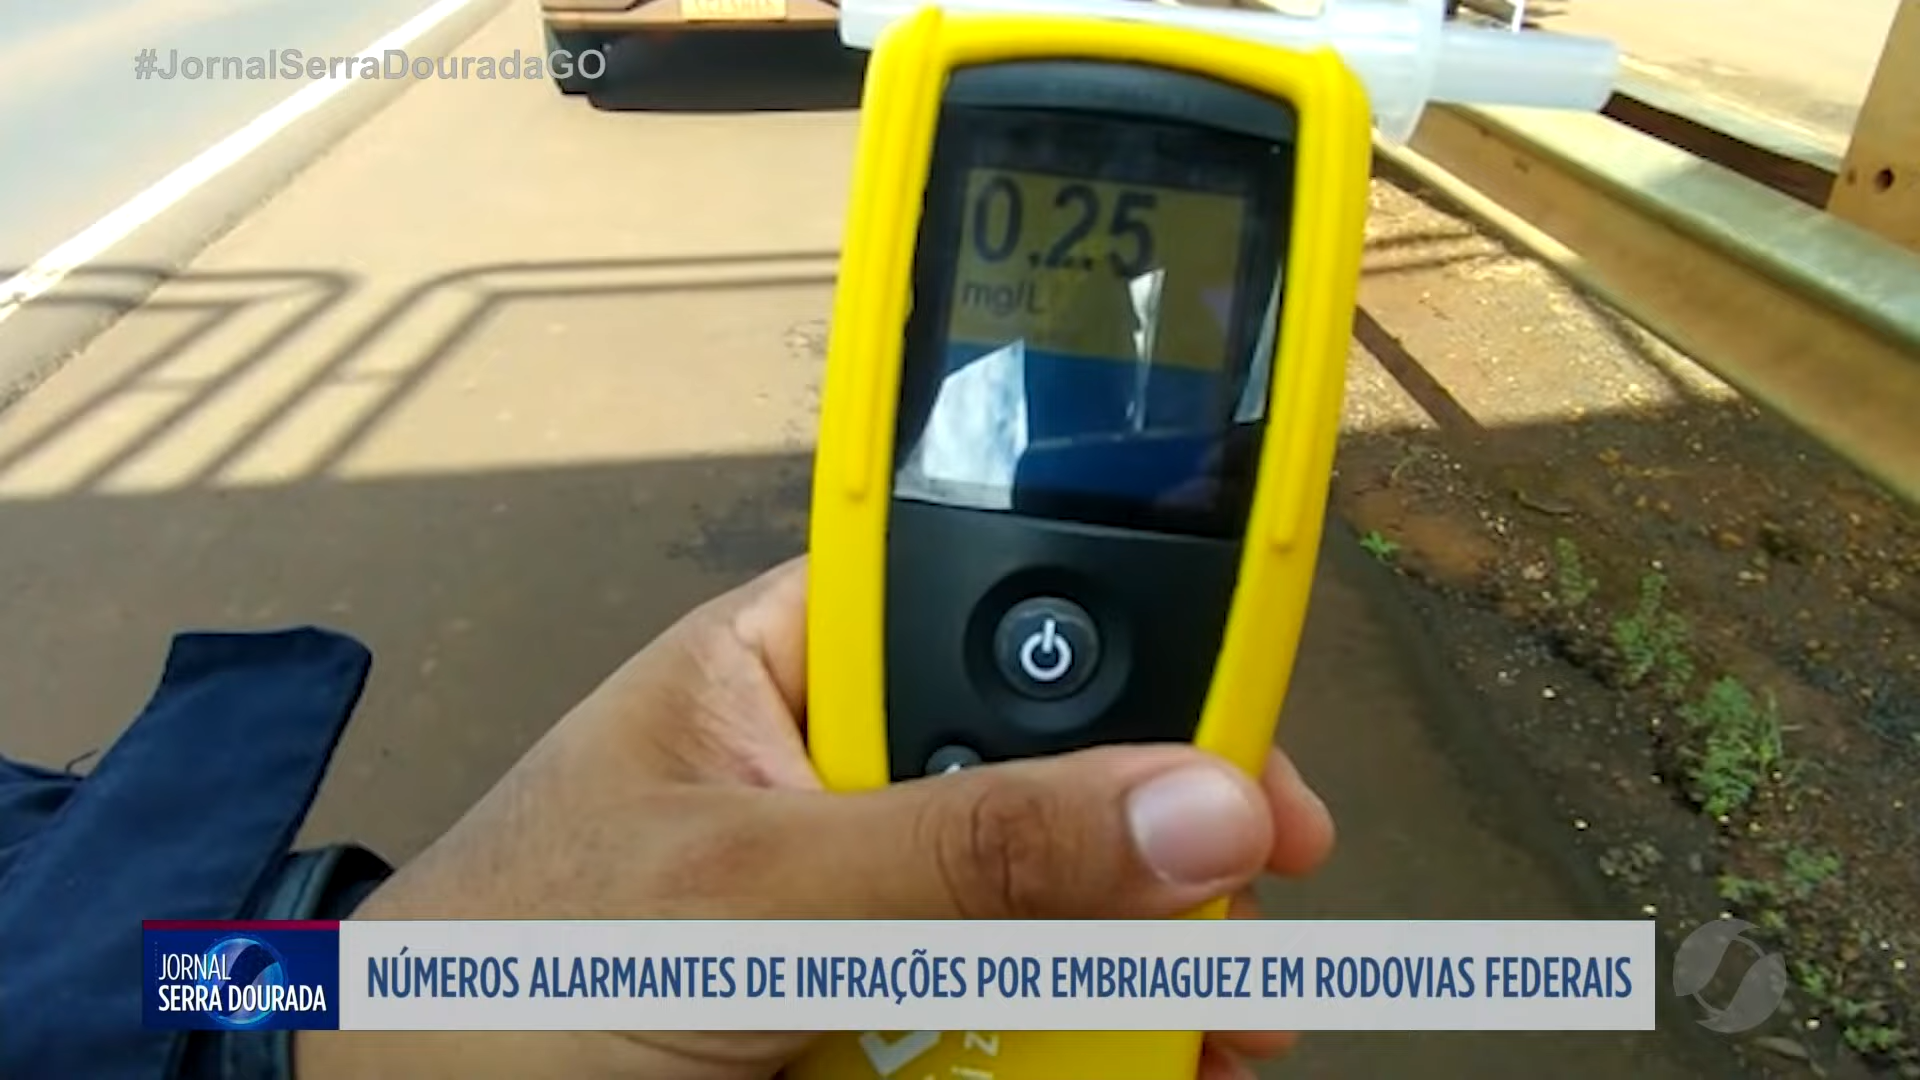 #JornalSerraDouradaGO
0.25
mg/L
JORNAL
SERRA DOURADA
NÚMEROS ALARMANTES DE INFRAÇÕES POR EMBRIAGUEZ EM RODOVIAS FEDERAIS